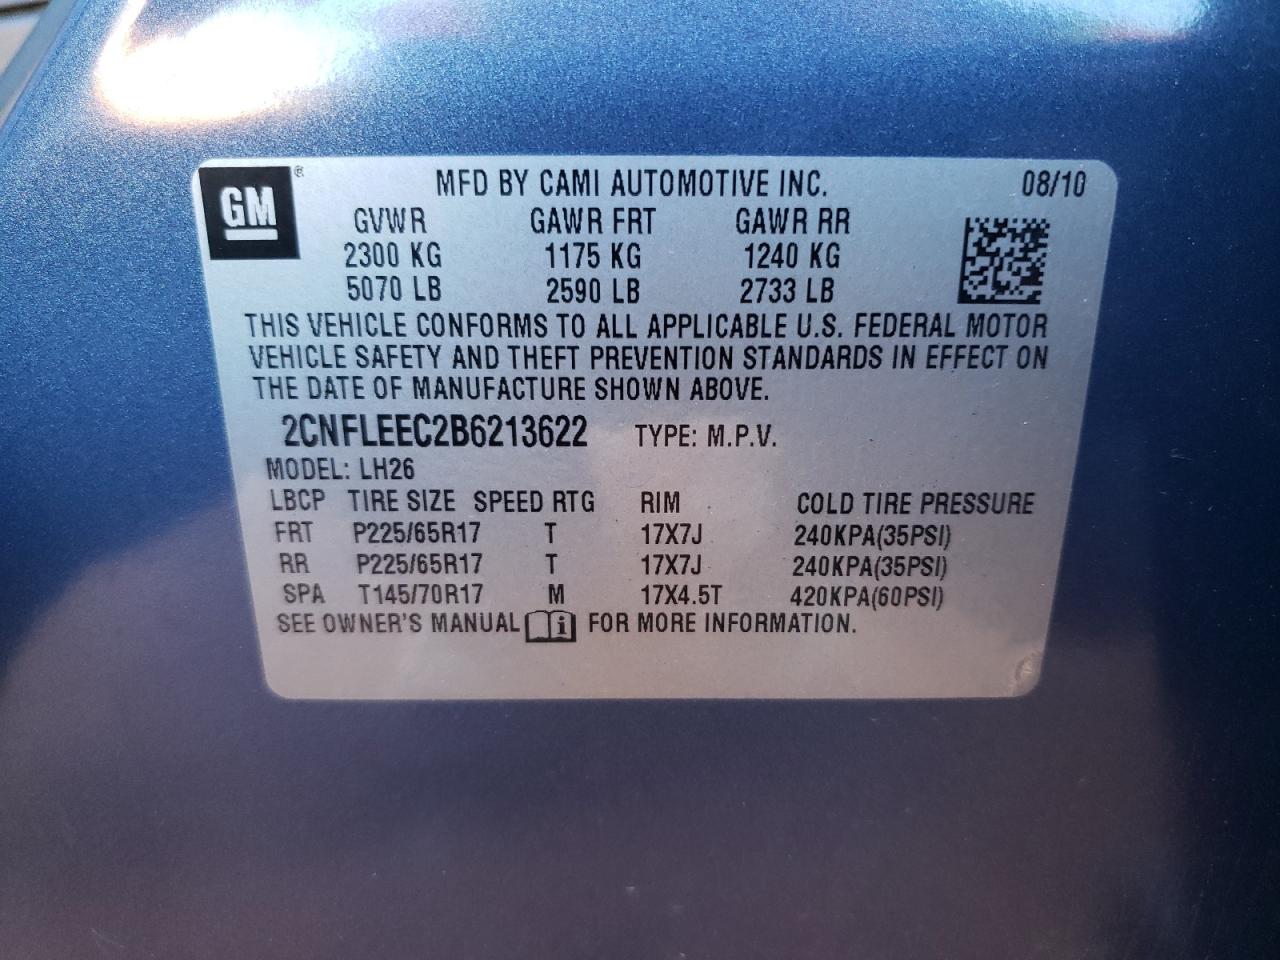 GM ®
MFD BY CAMI AUTOMOTIVE INC. 08/10
GVWR GAWR FRT GAWR RR
2300 KG 1175 KG 1240 KG
5070 LB 2590 LB 2733 LB
THIS VEHICLE CONFORMS TO ALL APPLICABLE U.S. FEDERAL MOTOR
VEHICLE SAFETY AND THEFT PREVENTION STANDARDS IN EFFECT ON
THE DATE OF MANUFACTURE SHOWN ABOVE.
2CNFLEEC2B6213622 TYPE: M.P.V.
MODEL: LH26
LBCP TIRE SIZE SPEED RTG RIM COLD TIRE PRESSURE
FRT P225/65R17 T 17X7J 240KPA(35PSI)
RR P225/65R17 T 17X7J 240KPA(35PSI)
SPA T145/70R17 M 17X4.5T 420KPA(60PSI)
SEE OWNER'S MANUAL i FOR MORE INFORMATION.